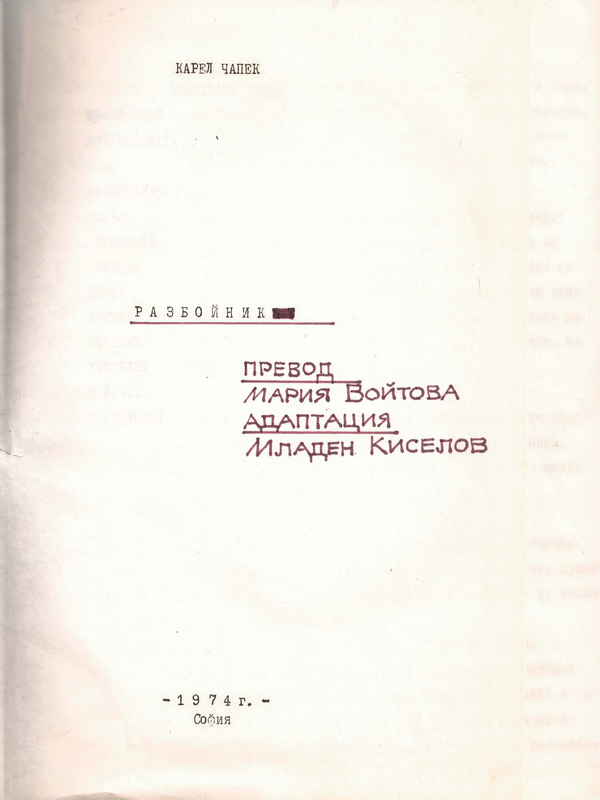 КАРЕЛ ЧАПЕК
РАЗБОЙНИК
ПРЕВОД
МАРИЯ ВОЙТОВА
АДАПТАЦИЯ
МЛАДЕН КИСЕЛОВ
-1974г.-
София